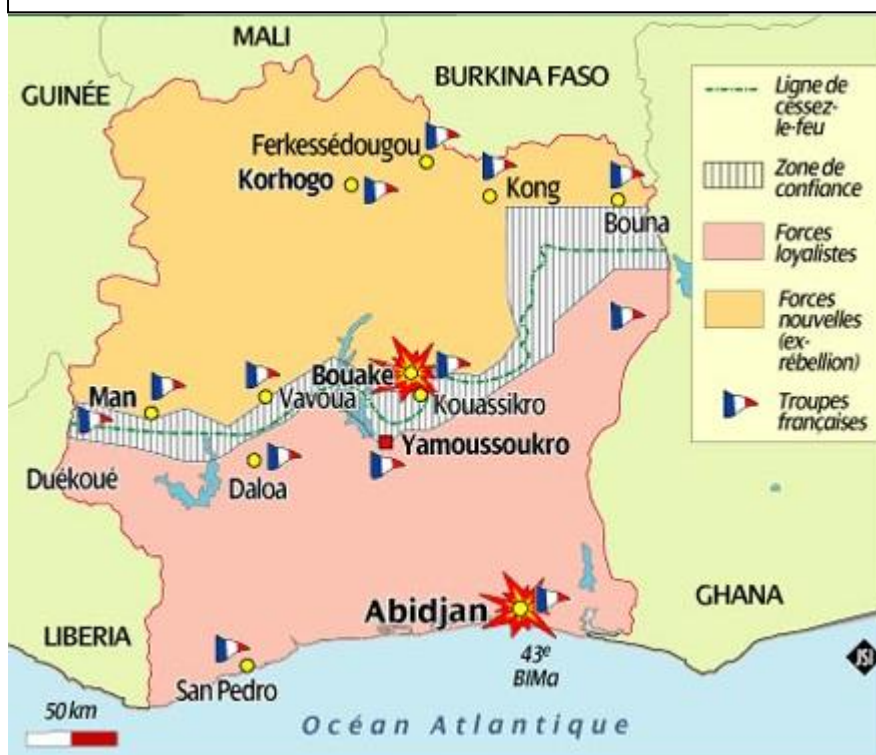 MALI
GUINÉE
BURKINA FASO
Ferkessédougou
Korhogo
Kong
Bouna
Man
Vavoua
Bouake
Kouassikro
Yamoussoukro
Duékoué
Daloa
Abidjan
GHANA
LIBERIA
San Pedro
43e
BIMa
50 km
Océan Atlantique
JSI
Ligne de
cessez-
le-feu
Zone de
confiance
Forces
loyalistes
Forces
nouvelles
(ex-
rébellion)
Troupes
françaises